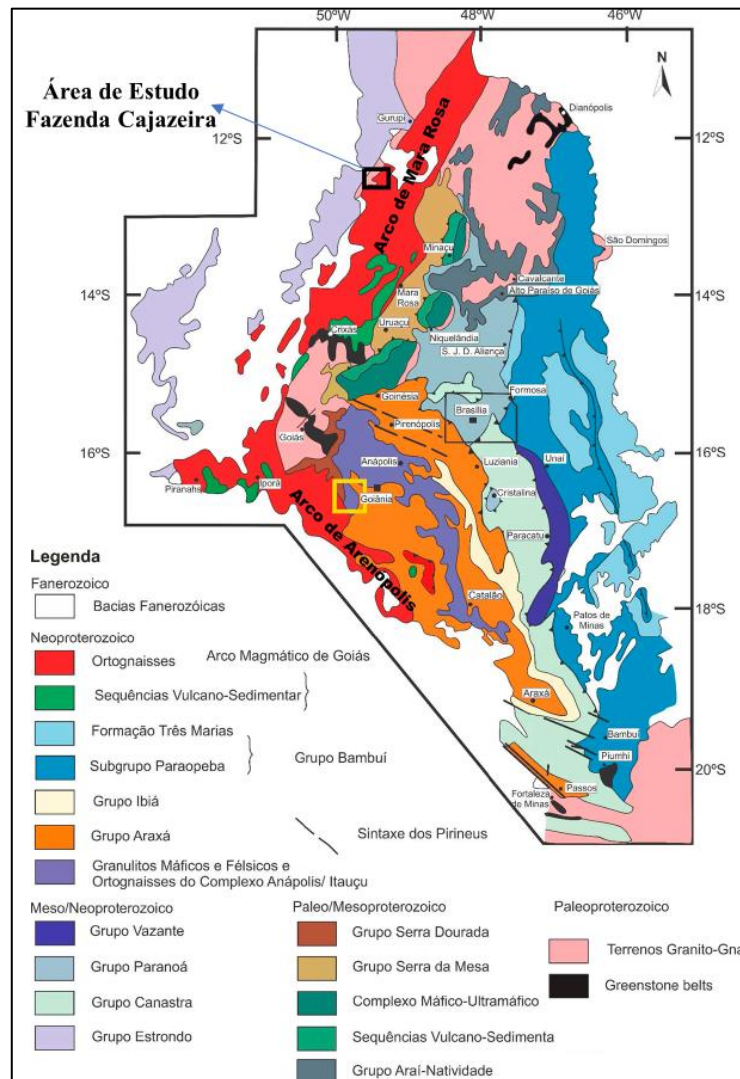 50ºW
48ºW
46ºW
N
Área de Estudo
Fazenda Cajazeira
12ºS
Gurupi
Dianópolis
Arco de Mara Rosa
São Domingos
Minaçu
Cavalcante
Alto Paraíso de Goiás
14ºS
14ºS
Mara
Rosa
Crixás
Uruaçu
Niquelândia
S. J. D. Aliança
Goinésia
Formosa
Brasília
Pirenópolis
Goiás
16ºS
16ºS
Anápolis
Luziania
Unaí
Piranahs
Iporá
Goiânia
Cristalina
Arco de Arenópolis
Paracatu
Catalão
18ºS
Patos de
Minas
Araxá
Bambuí
Piumhi
20ºS
20ºS
Passos
Fortaleza
de Minas
Legenda
Fanerozoico
Bacias Fanerozóicas
Neoproterozoico
Ortognaisses
Arco Magmático de Goiás
Sequências Vulcano-Sedimentar
Formação Três Marias
Grupo Bambuí
Subgrupo Paraopeba
Grupo Ibiá
Grupo Araxá
Sintaxe dos Pirineus
Granulitos Máficos e Félsicos e
Ortognaisses do Complexo Anápolis/ Itauçu
Meso/Neoproterozoico
Grupo Vazante
Grupo Paranoá
Grupo Canastra
Grupo Estrondo
Paleo/Mesoproterozoico
Grupo Serra Dourada
Grupo Serra da Mesa
Complexo Máfico-Ultramáfico
Sequências Vulcano-Sedimenta
Grupo Araí-Natividade
Paleoproterozoico
Terrenos Granito-Gna
Greenstone belts